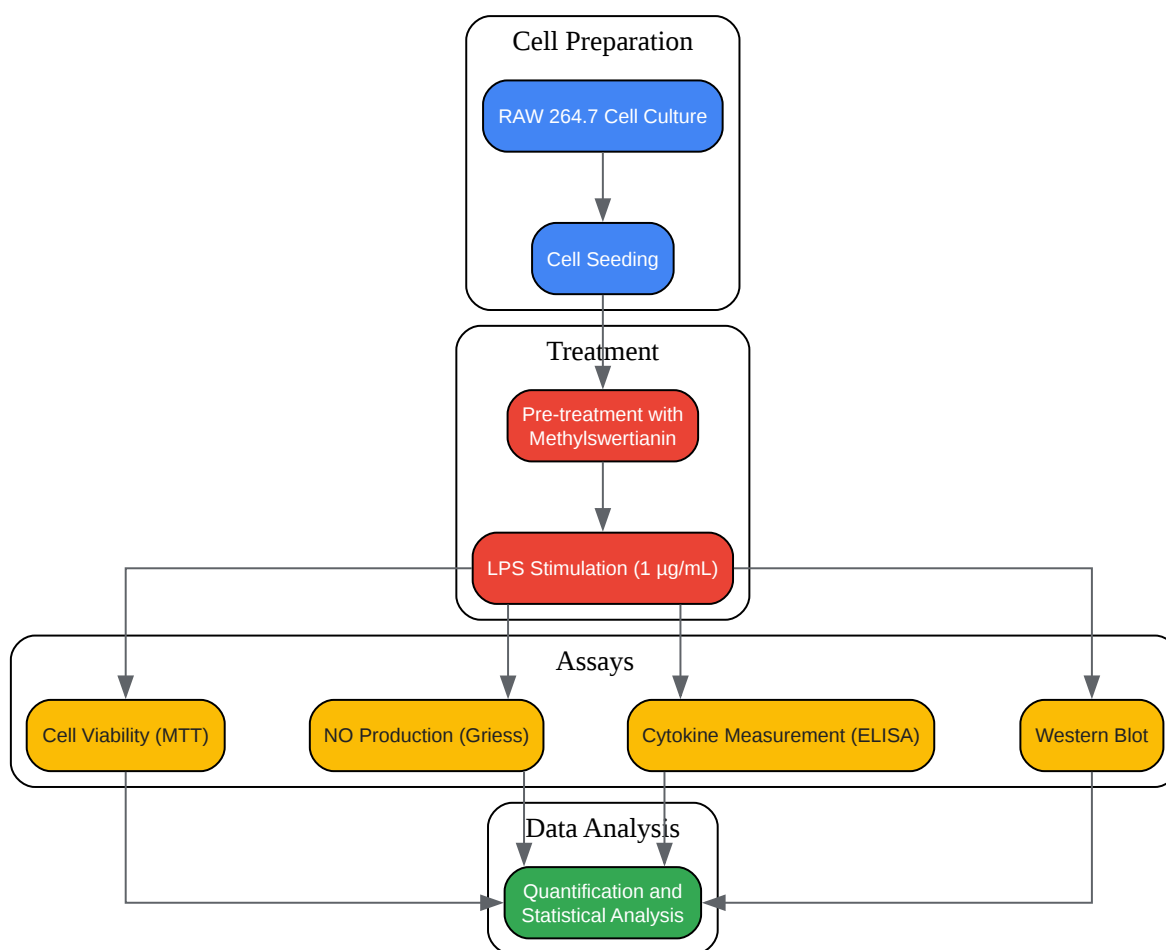 Cell Preparation
RAW 264.7 Cell Culture
Cell Seeding
Treatment
Pre-treatment with
Methylswertianin
LPS Stimulation (1 µg/mL)
Assays
Cell Viability (MTT)
NO Production (Griess)
Cytokine Measurement (ELISA)
Western Blot
Data Analysis
Quantification and
Statistical Analysis